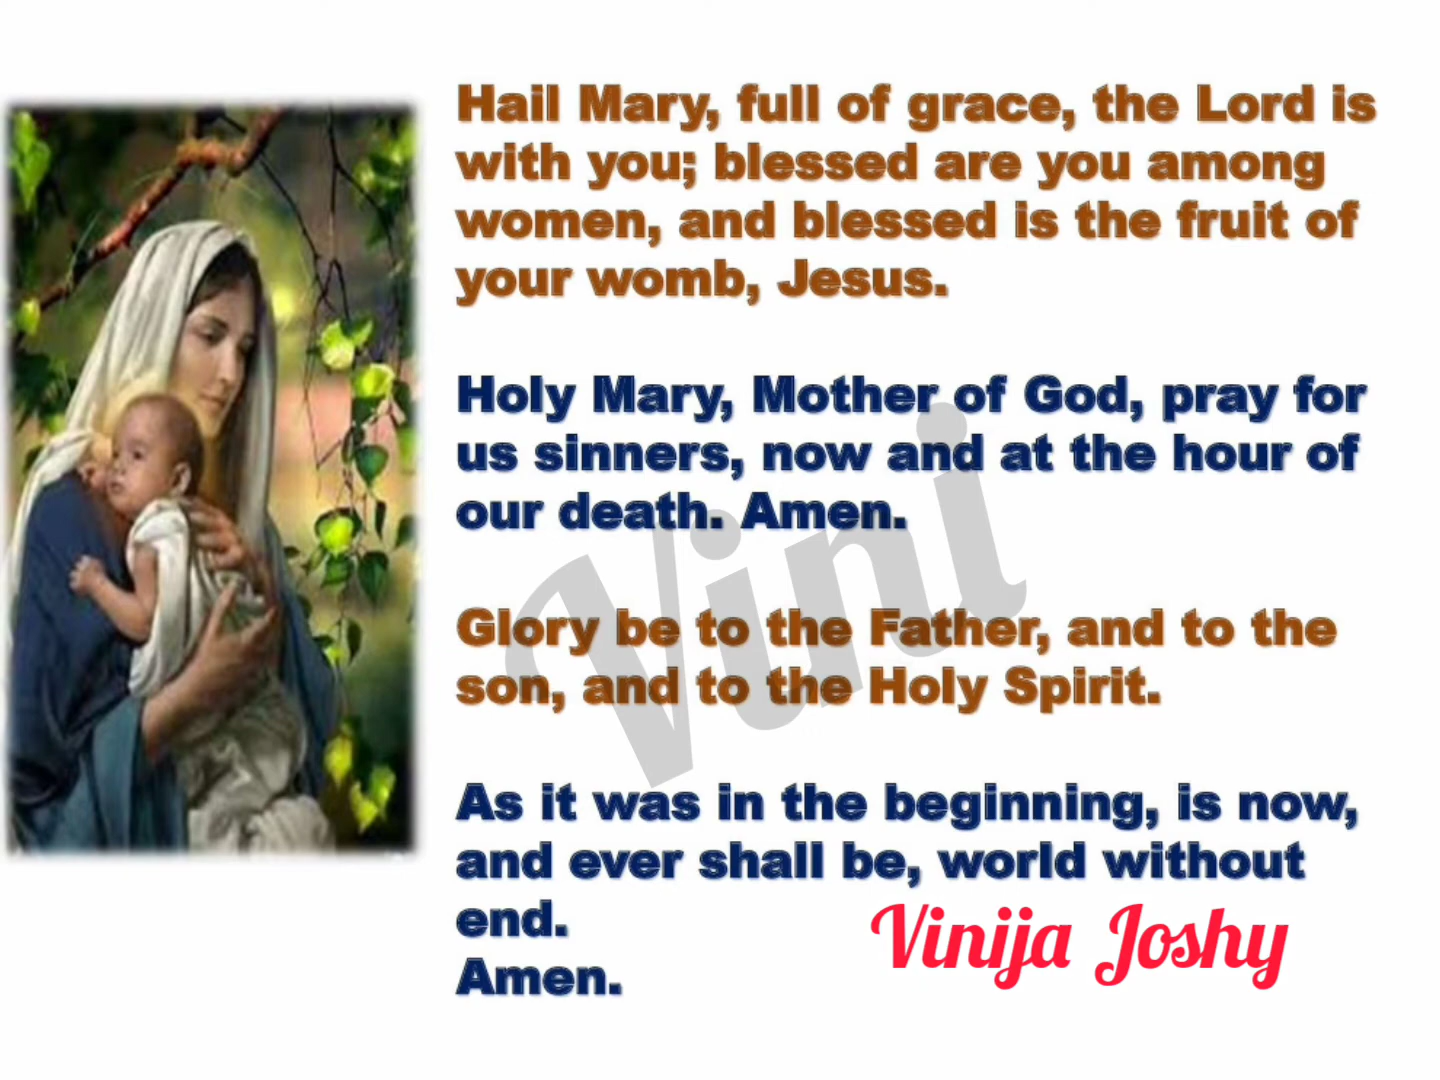 Hail Mary, full of grace, the Lord is
with you; blessed are you among
women, and blessed is the fruit of
your womb, Jesus.
Holy Mary, Mother of God, pray for
us sinners, now and at the hour of
our death. Amen.
Vini
Glory be to the Father, and to the
son, and to the Holy Spirit.
As it was in the beginning, is now,
and ever shall be, world without
end.
Vinija Joshy
Amen.